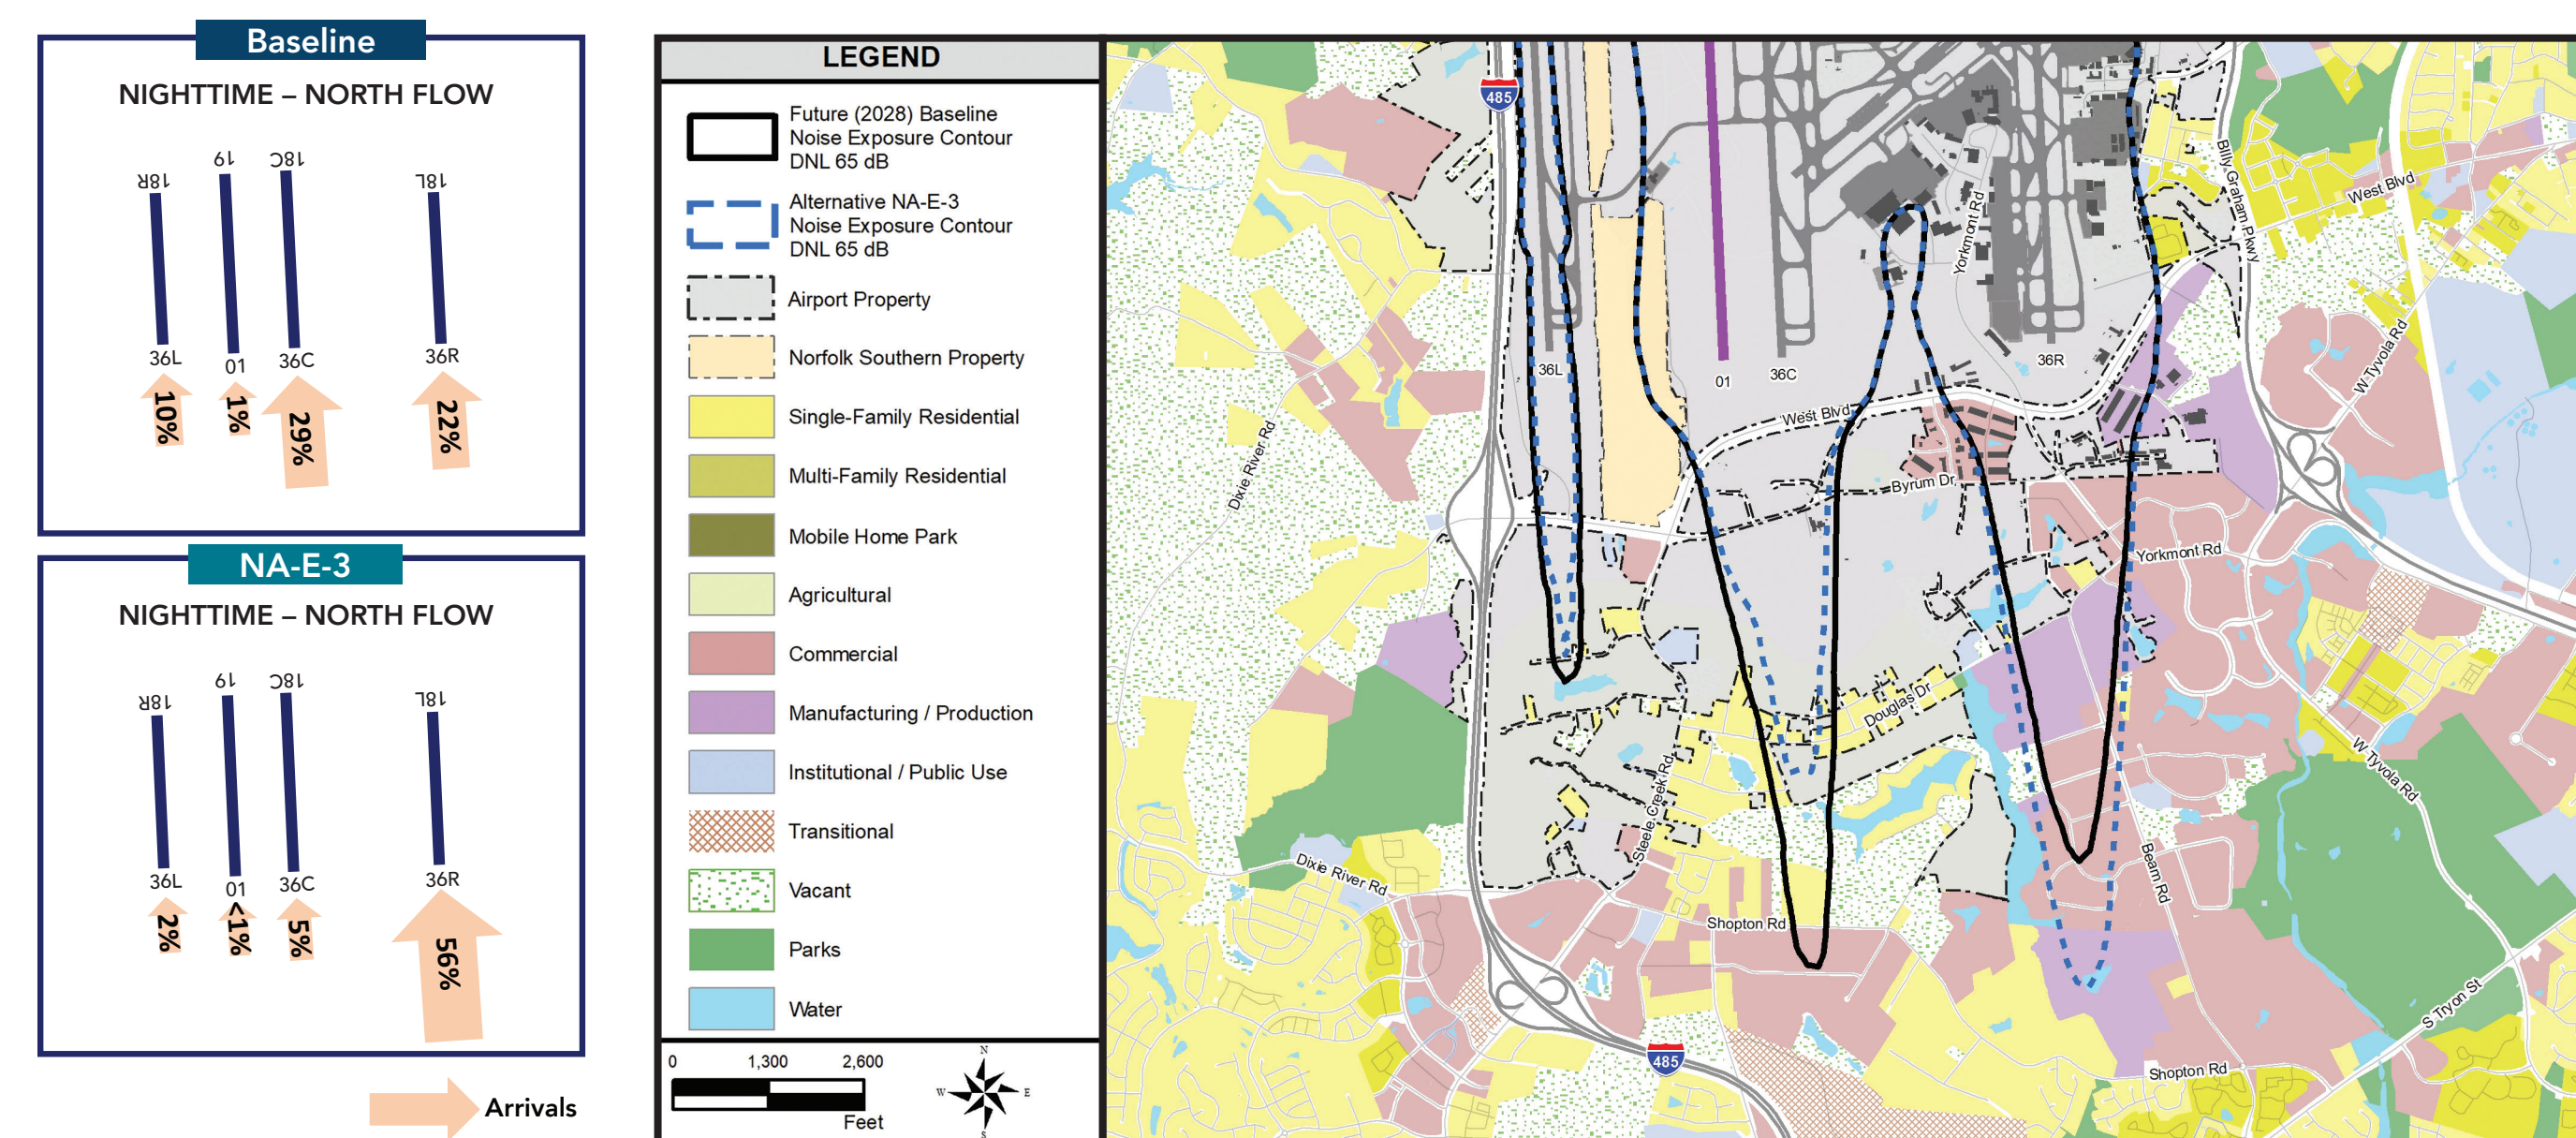 Baseline
NIGHTTIME – NORTH FLOW
18R
19
18C
18L
36L
01
36C
36R
10%
1%
29%
22%
NA-E-3
NIGHTTIME – NORTH FLOW
18R
19
18C
18L
36L
01
36C
36R
2%
<1%
5%
56%
Arrivals
LEGEND
Future (2028) Baseline
Noise Exposure Contour
DNL 65 dB
Alternative NA-E-3
Noise Exposure Contour
DNL 65 dB
Airport Property
Norfolk Southern Property
Single-Family Residential
Multi-Family Residential
Mobile Home Park
Agricultural
Commercial
Manufacturing / Production
Institutional / Public Use
Transitional
Vacant
Parks
Water
0 1,300 2,600
Feet
N
W E
S
485
Billy Graham Pkwy
West Blvd
Yorkmont Rd
W Tyvola Rd
36L
01
36C
36R
West Blvd
Dixie River Rd
Byrum Dr
Yorkmont Rd
Douglas Dr
Steele Creek Rd
W Tyvola Rd
Dixie River Rd
Beam Rd
Shopton Rd
S Tryon St
485
Shopton Rd